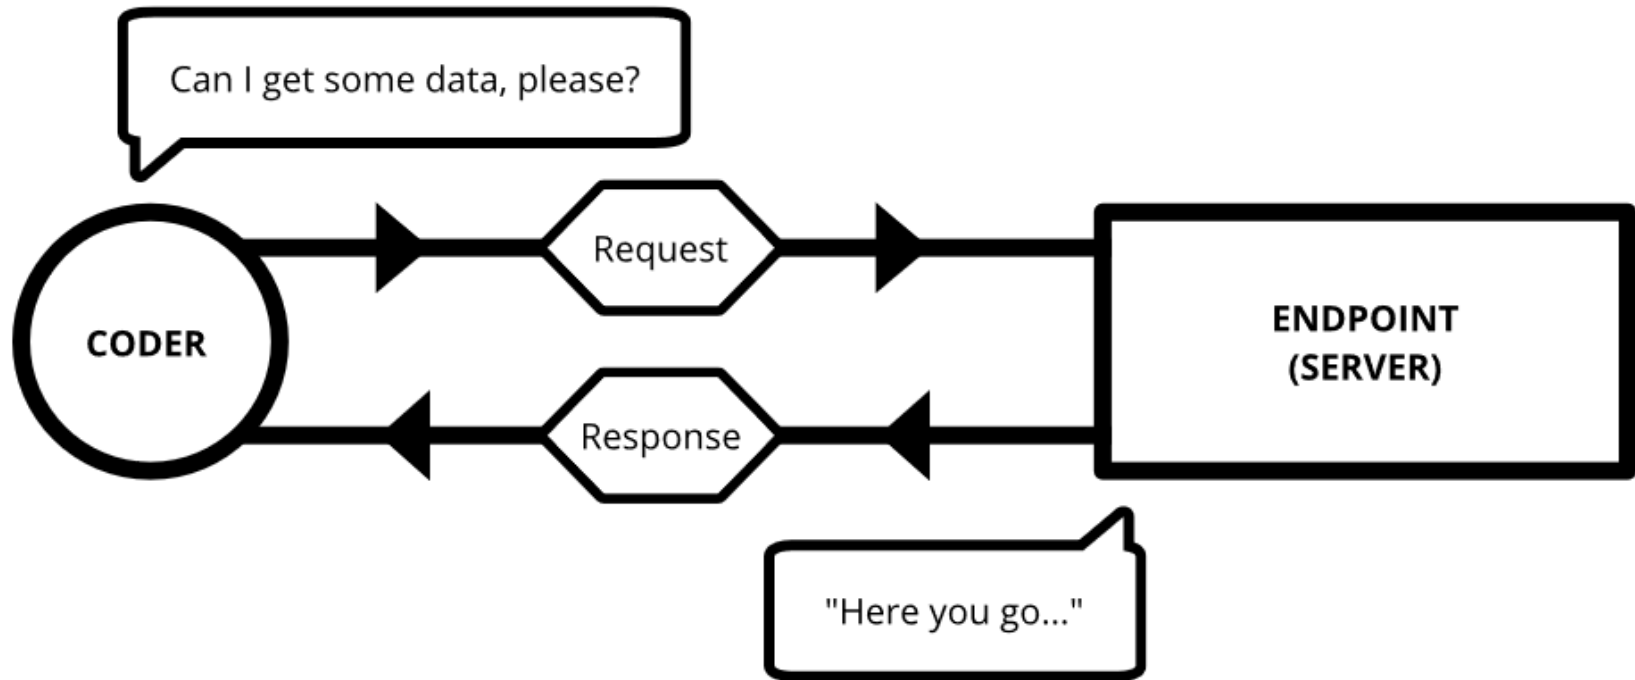 Can I get some data, please?
Request
CODER
ENDPOINT
(SERVER)
Response
"Here you go..."